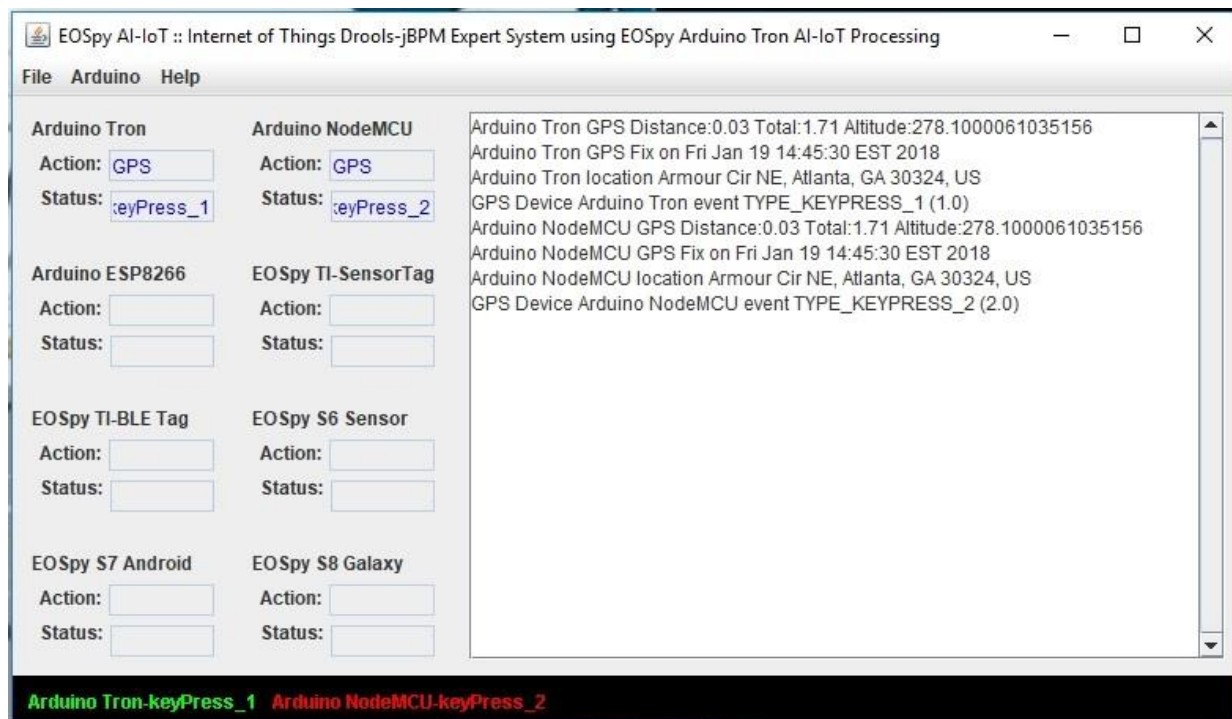 EOSpy AI-IoT :: Internet of Things Drools-jBPM Expert System using EOSpy Arduino Tron AI-IoT Processing
File Arduino Help
Arduino Tron
Action: GPS
Status: keyPress_1
Arduino NodeMCU
Action: GPS
Status: keyPress_2
Arduino ESP8266
Action:
Status:
EOSpy TI-SensorTag
Action:
Status:
EOSpy TI-BLE Tag
Action:
Status:
EOSpy S6 Sensor
Action:
Status:
EOSpy S7 Android
Action:
Status:
EOSpy S8 Galaxy
Action:
Status:
Arduino Tron GPS Distance:0.03 Total:1.71 Altitude:278.1000061035156
Arduino Tron GPS Fix on Fri Jan 19 14:45:30 EST 2018
Arduino Tron location Armour Cir NE, Atlanta, GA 30324, US
GPS Device Arduino Tron event TYPE_KEYPRESS_1 (1.0)
Arduino NodeMCU GPS Distance:0.03 Total:1.71 Altitude:278.1000061035156
Arduino NodeMCU GPS Fix on Fri Jan 19 14:45:30 EST 2018
Arduino NodeMCU location Armour Cir NE, Atlanta, GA 30324, US
GPS Device Arduino NodeMCU event TYPE_KEYPRESS_2 (2.0)
Arduino Tron-keyPress_1 Arduino NodeMCU-keyPress_2